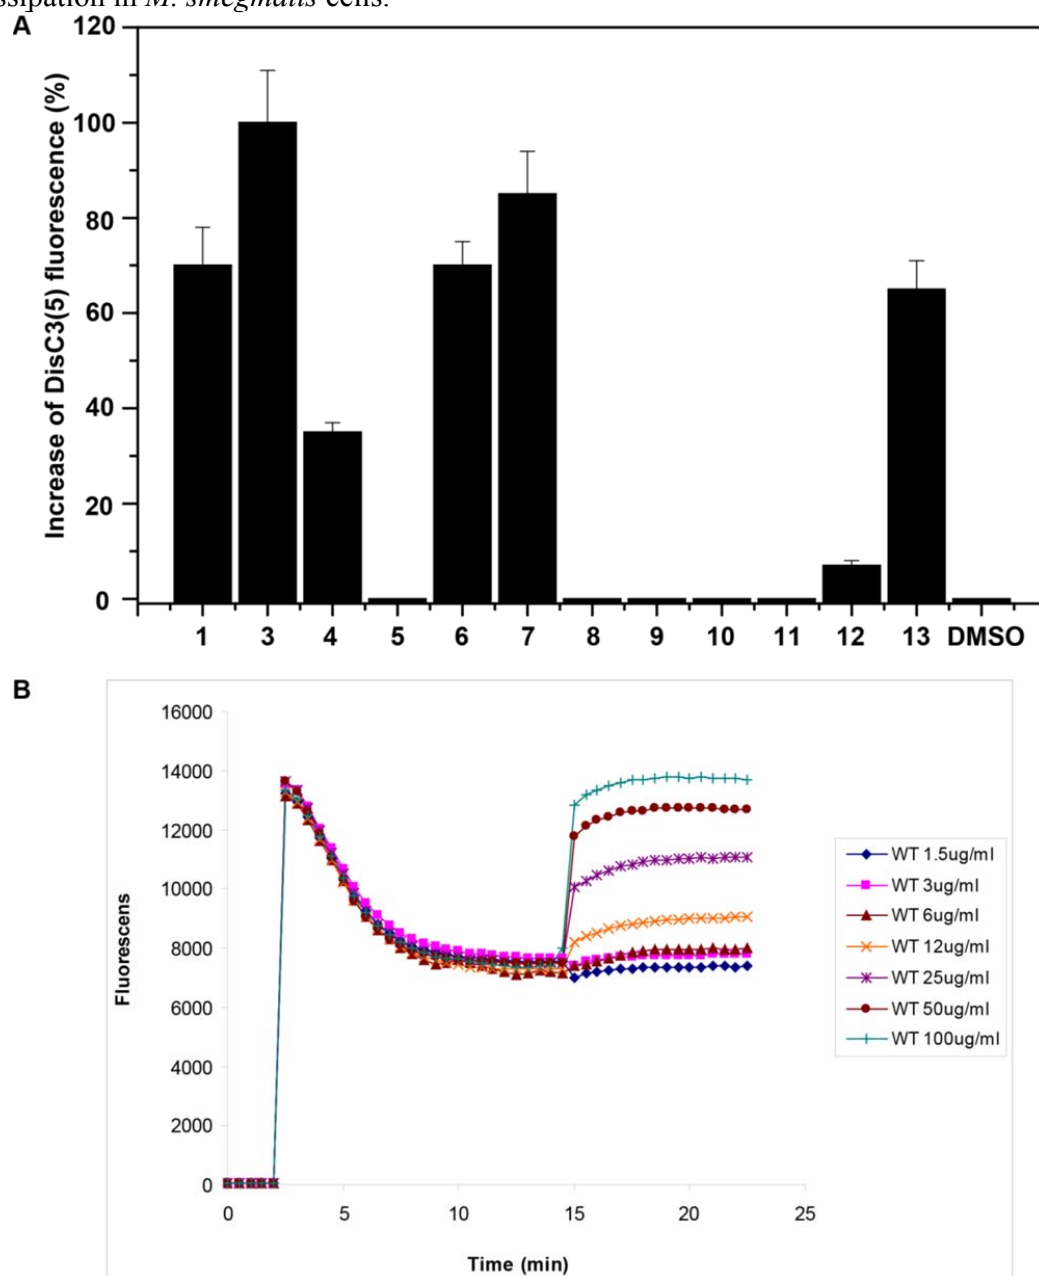 ssipation in M. smegmatis cells.
A
Increase of DisC3(5) fluorescence (%)
120
100
80
60
40
20
0
1 3 4 5 6 7 8 9 10 11 12 13 DMSO
B
Fluorescens
16000
14000
12000
10000
8000
6000
4000
2000
0
0 5 10 15 20 25
Time (min)
WT 1.5ug/ml
WT 3ug/ml
WT 6ug/ml
WT 12ug/ml
WT 25ug/ml
WT 50ug/ml
WT 100ug/ml